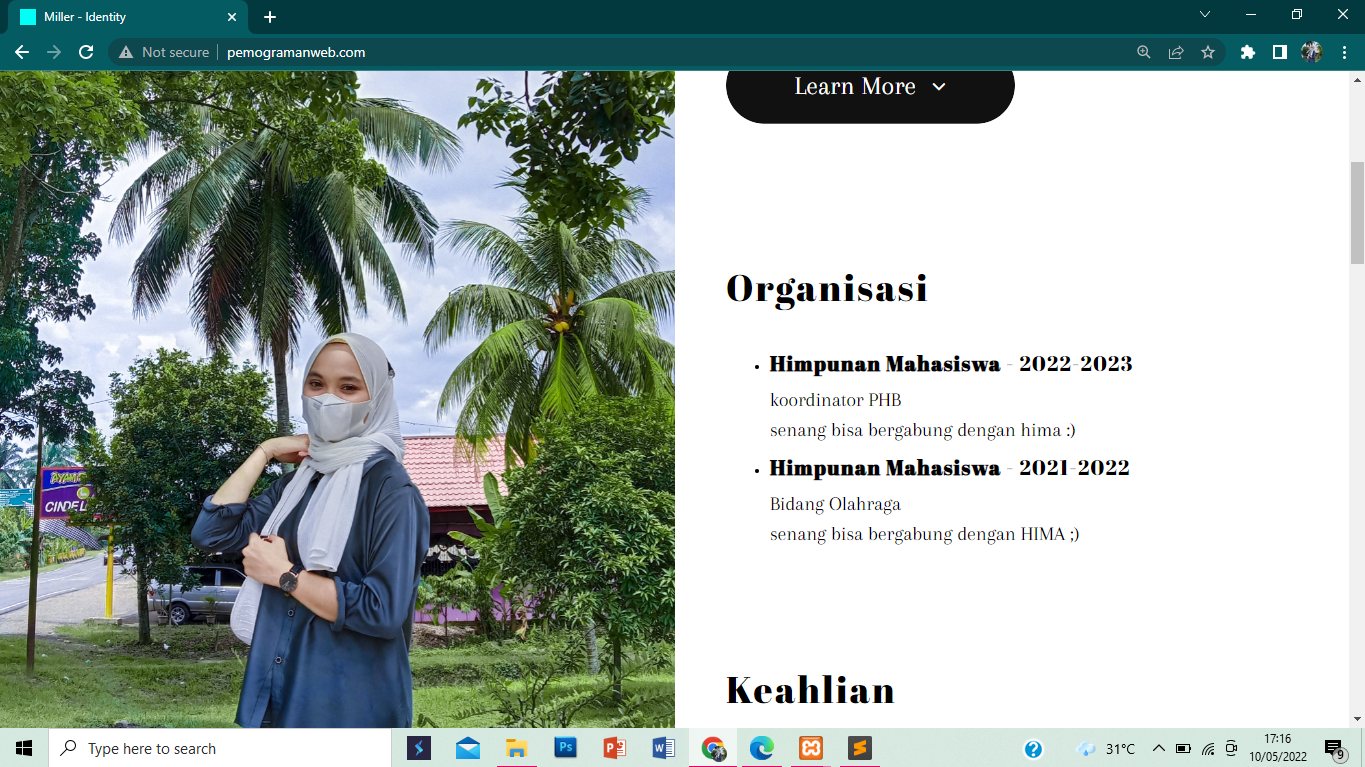 Miller - Identity
Not secure
pemogramanweb.com
Learn More
Organisasi
Himpunan Mahasiswa - 2022-2023
koordinator PHB
senang bisa bergabung dengan hima :)
Himpunan Mahasiswa - 2021-2022
Bidang Olahraga
senang bisa bergabung dengan HIMA ;)
Keahlian
CINDEL
Type here to search
Ps
31°C
17:16
10/05/2022
9